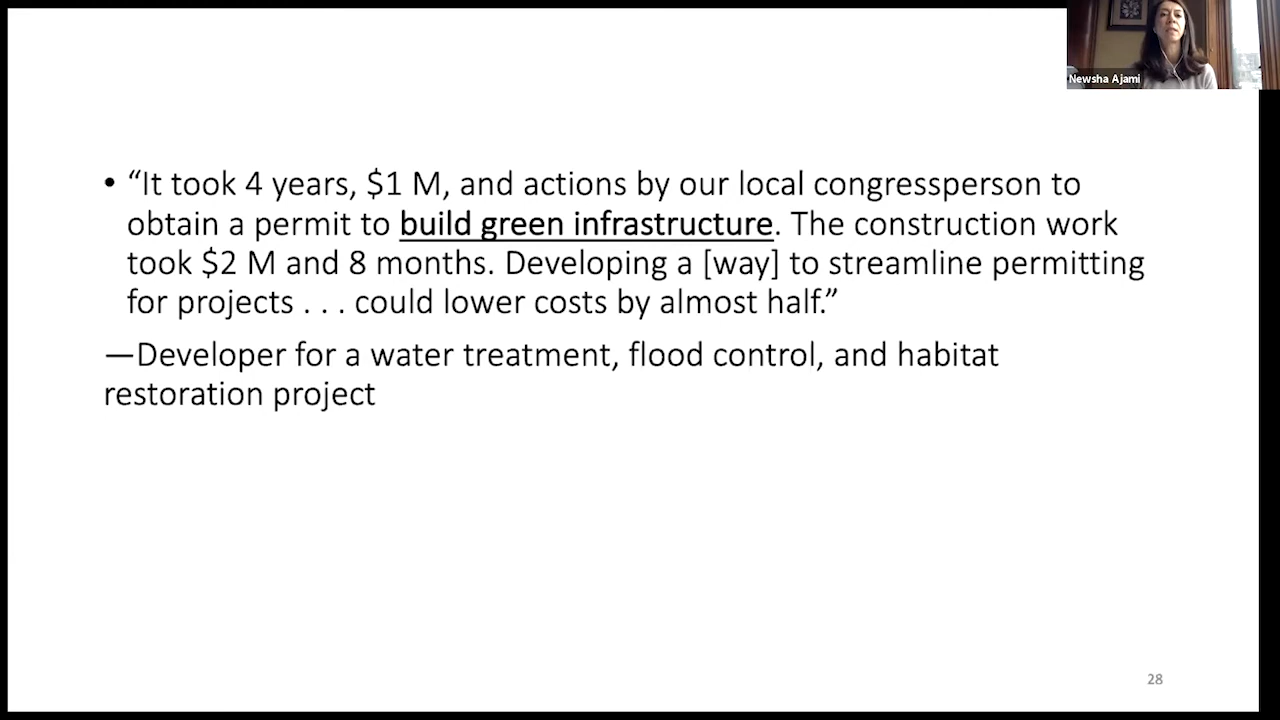 Newsha Ajami
• “It took 4 years, $1 M, and actions by our local congressperson to
obtain a permit to build green infrastructure. The construction work
took $2 M and 8 months. Developing a [way] to streamline permitting
for projects . . . could lower costs by almost half.”
—Developer for a water treatment, flood control, and habitat
restoration project
28